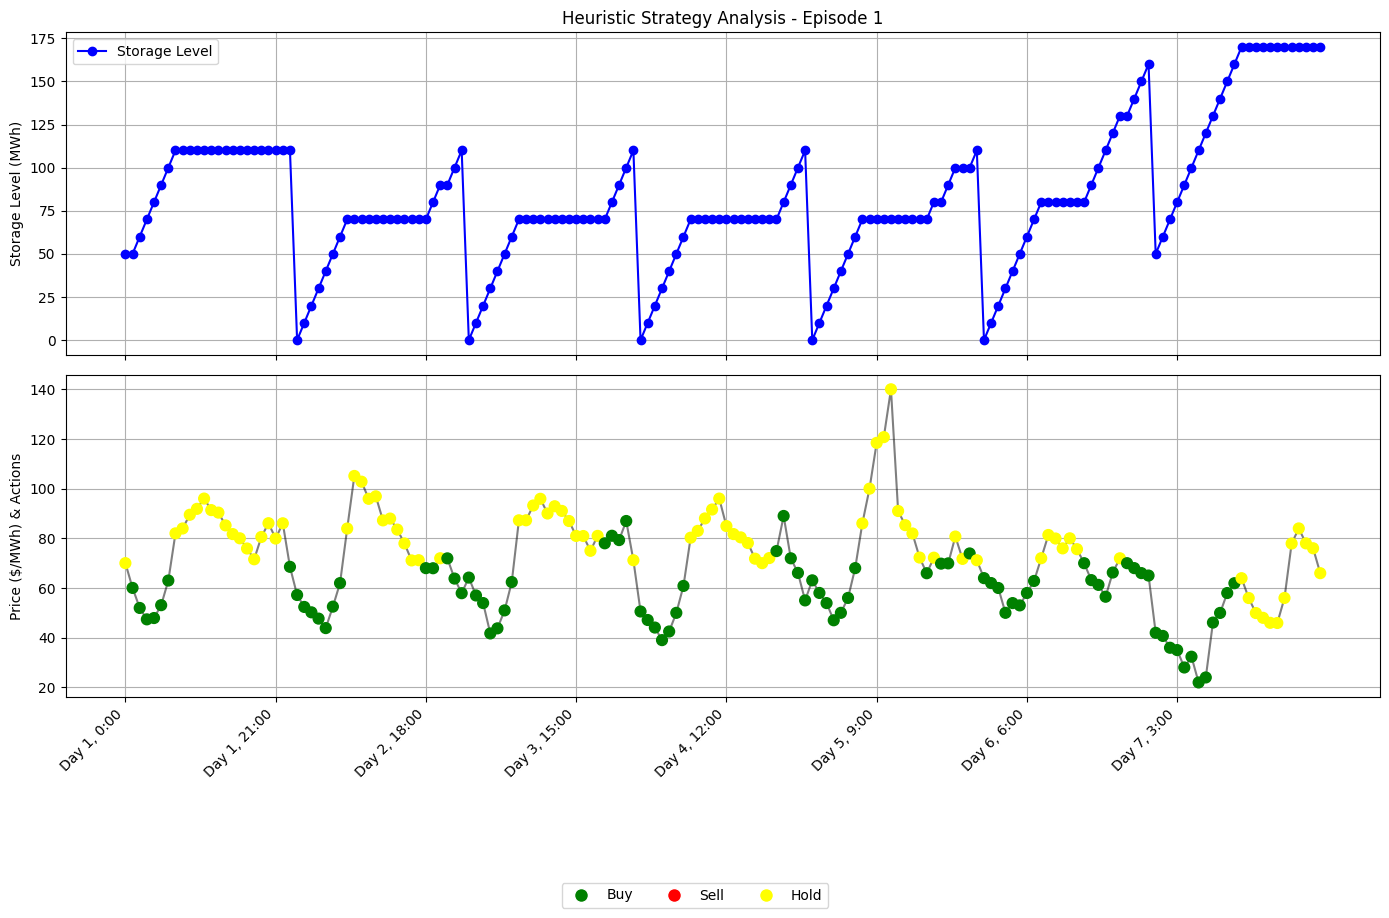 Heuristic Strategy Analysis - Episode 1
Storage Level
Storage Level (MWh)
175
150
125
100
75
50
25
0
Price ($/MWh) & Actions
140
120
100
80
60
40
20
Day 1, 0:00
Day 1, 21:00
Day 2, 18:00
Day 3, 15:00
Day 4, 12:00
Day 5, 9:00
Day 6, 6:00
Day 7, 3:00
Buy
Sell
Hold